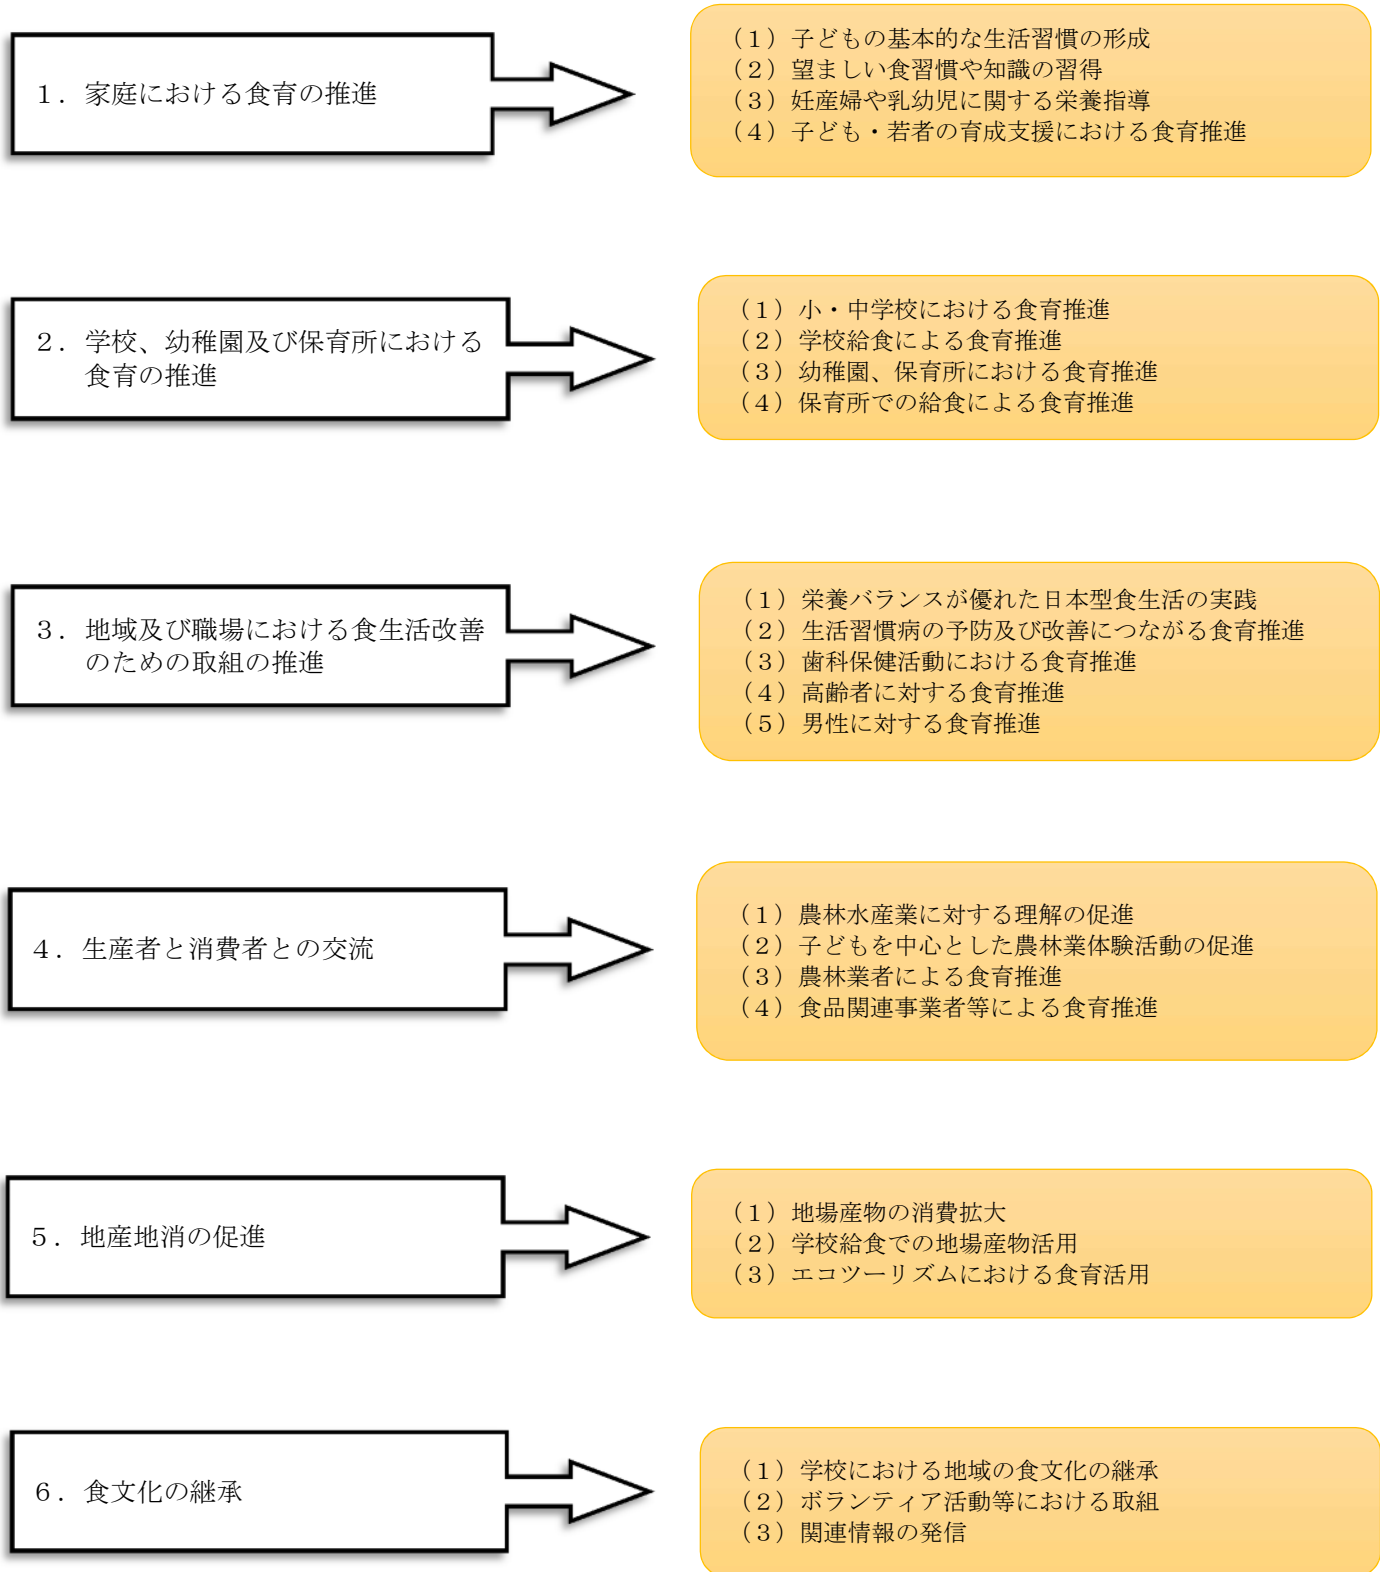 1．家庭における食育の推進
（1）子どもの基本的な生活習慣の形成
（2）望ましい食習慣や知識の習得
（3）妊産婦や乳幼児に関する栄養指導
（4）子ども・若者の育成支援における食育推進
2．学校、幼稚園及び保育所における
食育の推進
（1）小・中学校における食育推進
（2）学校給食による食育推進
（3）幼稚園、保育所における食育推進
（4）保育所での給食による食育推進
3．地域及び職場における食生活改善
のための取組の推進
（1）栄養バランスが優れた日本型食生活の実践
（2）生活習慣病の予防及び改善につながる食育推進
（3）歯科保健活動における食育推進
（4）高齢者に対する食育推進
（5）男性に対する食育推進
4．生産者と消費者との交流
（1）農林水産業に対する理解の促進
（2）子どもを中心とした農林業体験活動の促進
（3）農林業者による食育推進
（4）食品関連事業者等による食育推進
5．地産地消の促進
（1）地場産物の消費拡大
（2）学校給食での地場産物活用
（3）エコツーリズムにおける食育活用
6．食文化の継承
（1）学校における地域の食文化の継承
（2）ボランティア活動等における取組
（3）関連情報の発信